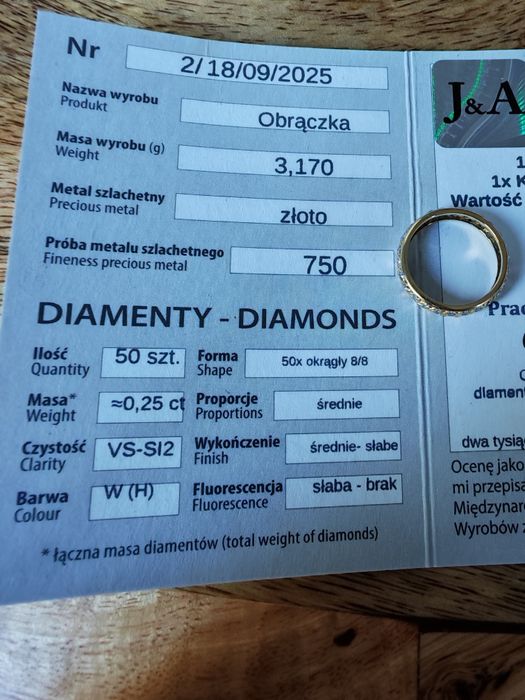 Nr 2/18/09/2025
Nazwa wyrobu
Produkt
Obrączka
Masa wyrobu (g)
Weight
3,170
Metal szlachetny
Precious metal
złoto
Próba metalu szlachetnego
Fineness precious metal
750
DIAMENTY - DIAMONDS
Ilość
Quantity
50 szt.
Forma
Shape
50x okrągły 8/8
Masa*
Weight
≈0,25 ct
Proporcje
Proportions
średnie
Czystość
Clarity
VS-SI2
Wykończenie
Finish
średnie- słabe
Barwa
Colour
W (H)
Fluorescencja
Fluorescence
słaba - brak
* łączna masa diamentów (total weight of diamonds)
J&A
1
1x K
Wartość
diament
dwa tysią
Ocenę jako
mi przepisa
Międzynar
Wyrobów z